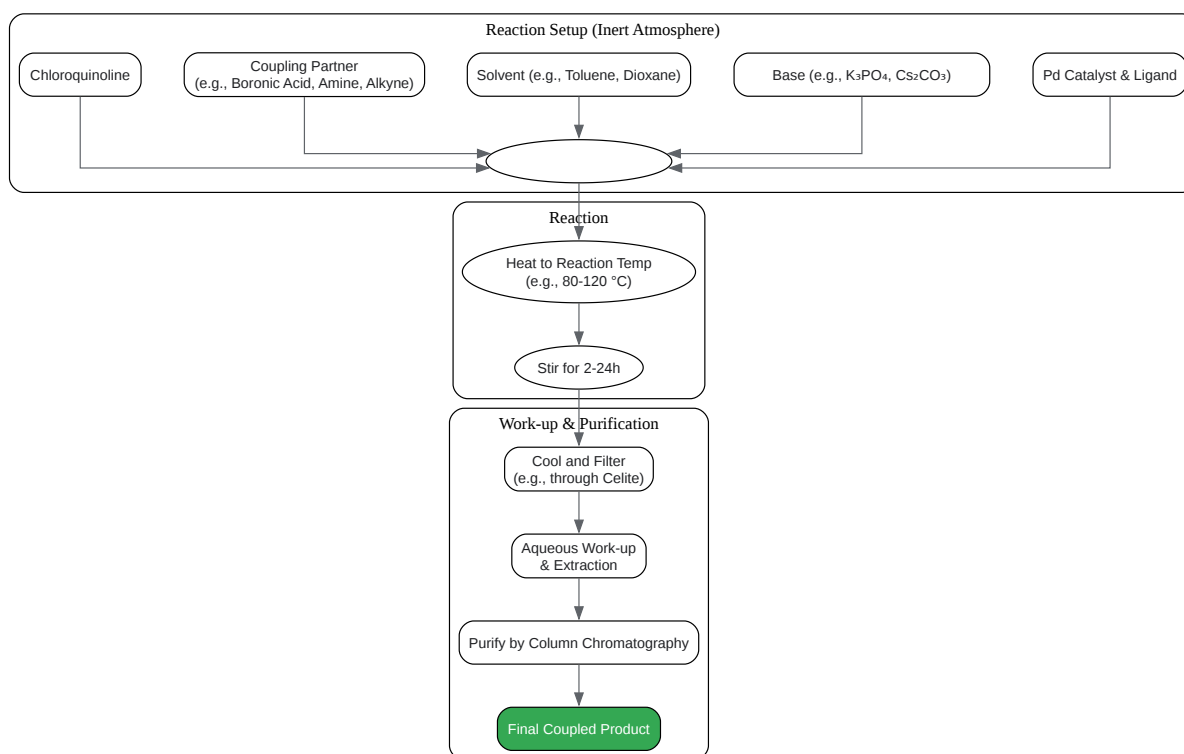 Reaction Setup (Inert Atmosphere)
Chloroquinoline
Coupling Partner
(e.g., Boronic Acid, Amine, Alkyne)
Solvent (e.g., Toluene, Dioxane)
Base (e.g., K₃PO₄, Cs₂CO₃)
Pd Catalyst & Ligand
Reaction
Heat to Reaction Temp
(e.g., 80-120 °C)
Stir for 2-24h
Work-up & Purification
Cool and Filter
(e.g., through Celite)
Aqueous Work-up
& Extraction
Purify by Column Chromatography
Final Coupled Product